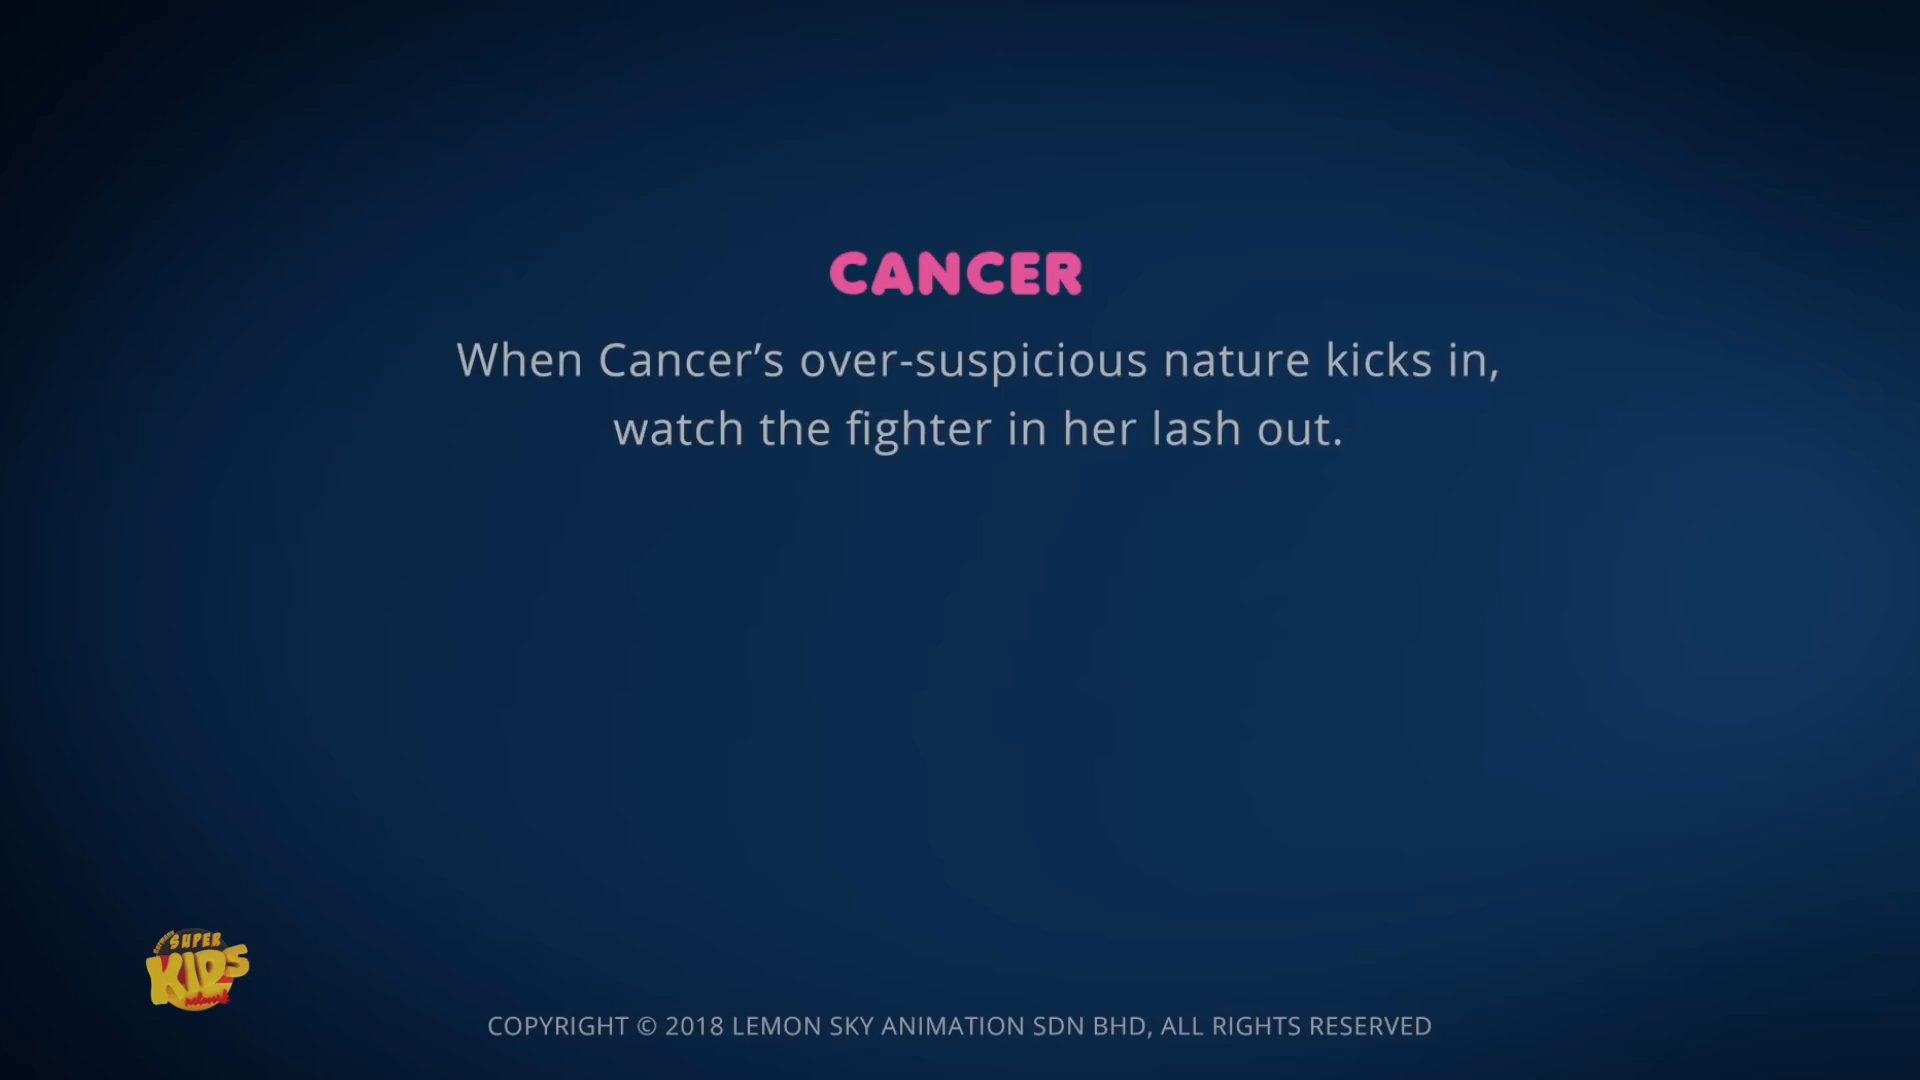 CANCER
When Cancer’s over-suspicious nature kicks in,
watch the fighter in her lash out.
SUPER
KIDS
network
COPYRIGHT © 2018 LEMON SKY ANIMATION SDN BHD, ALL RIGHTS RESERVED